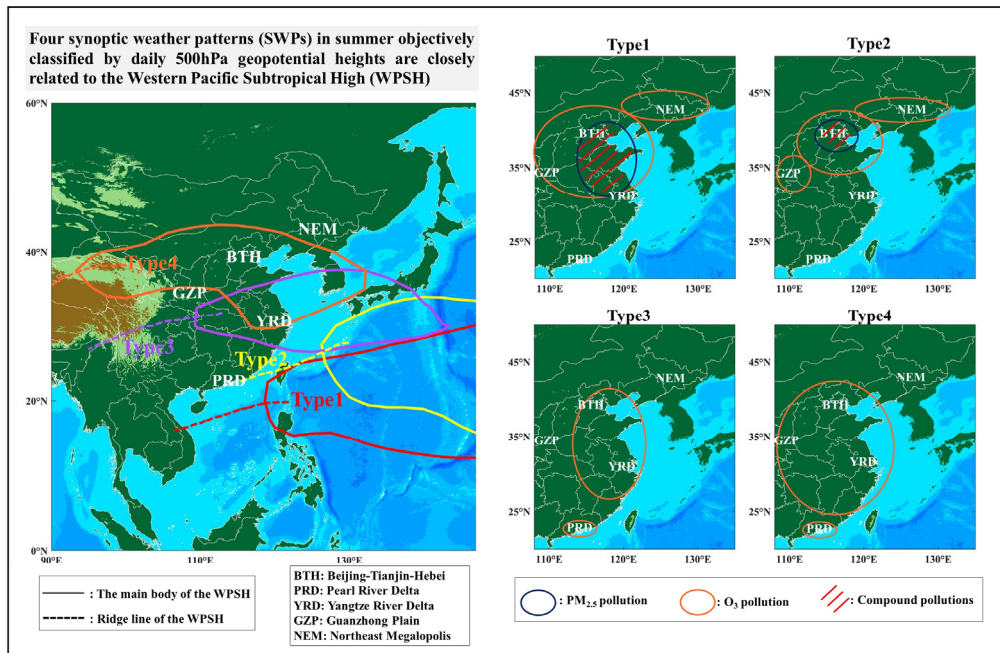 Four synoptic weather patterns (SWPs) in summer objectively
classified by daily 500hPa geopotential heights are closely
related to the Western Pacific Subtropical High (WPSH)
60°N
40°N
20°N
0°N
90°E
110°E
130°E
NEM
BTH
Type4
GZP
YRD
Type3
Type2
PRD
Type1
: The main body of the WPSH
: Ridge line of the WPSH
BTH: Beijing-Tianjin-Hebei
PRD: Pearl River Delta
YRD: Yangtze River Delta
GZP: Guanzhong Plain
NEM: Northeast Megalopolis
Type1
45°N
35°N
25°N
110°E
120°E
130°E
NEM
BTH
GZP
YRD
PRD
Type2
45°N
35°N
25°N
110°E
120°E
130°E
NEM
BTH
GZP
YRD
PRD
Type3
45°N
35°N
25°N
110°E
120°E
130°E
NEM
BTH
GZP
YRD
PRD
Type4
45°N
35°N
25°N
110°E
120°E
130°E
NEM
BTH
GZP
YRD
PRD
: PM2.5 pollution
: O3 pollution
: Compound pollutions